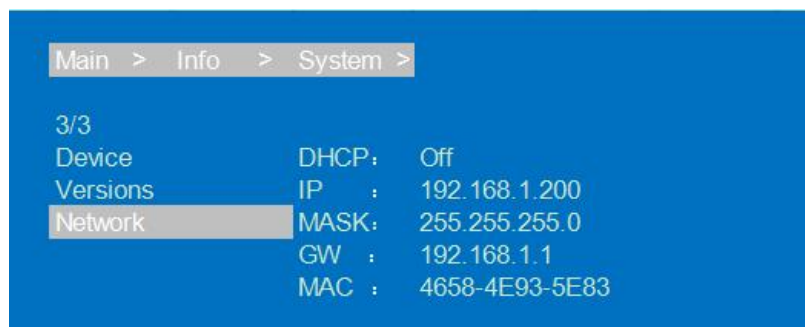 Main > Info > System >
3/3
Device DHCP： Off
Versions IP ： 192.168.1.200
Network MASK： 255.255.255.0
GW ： 192.168.1.1
MAC ： 4658-4E93-5E83